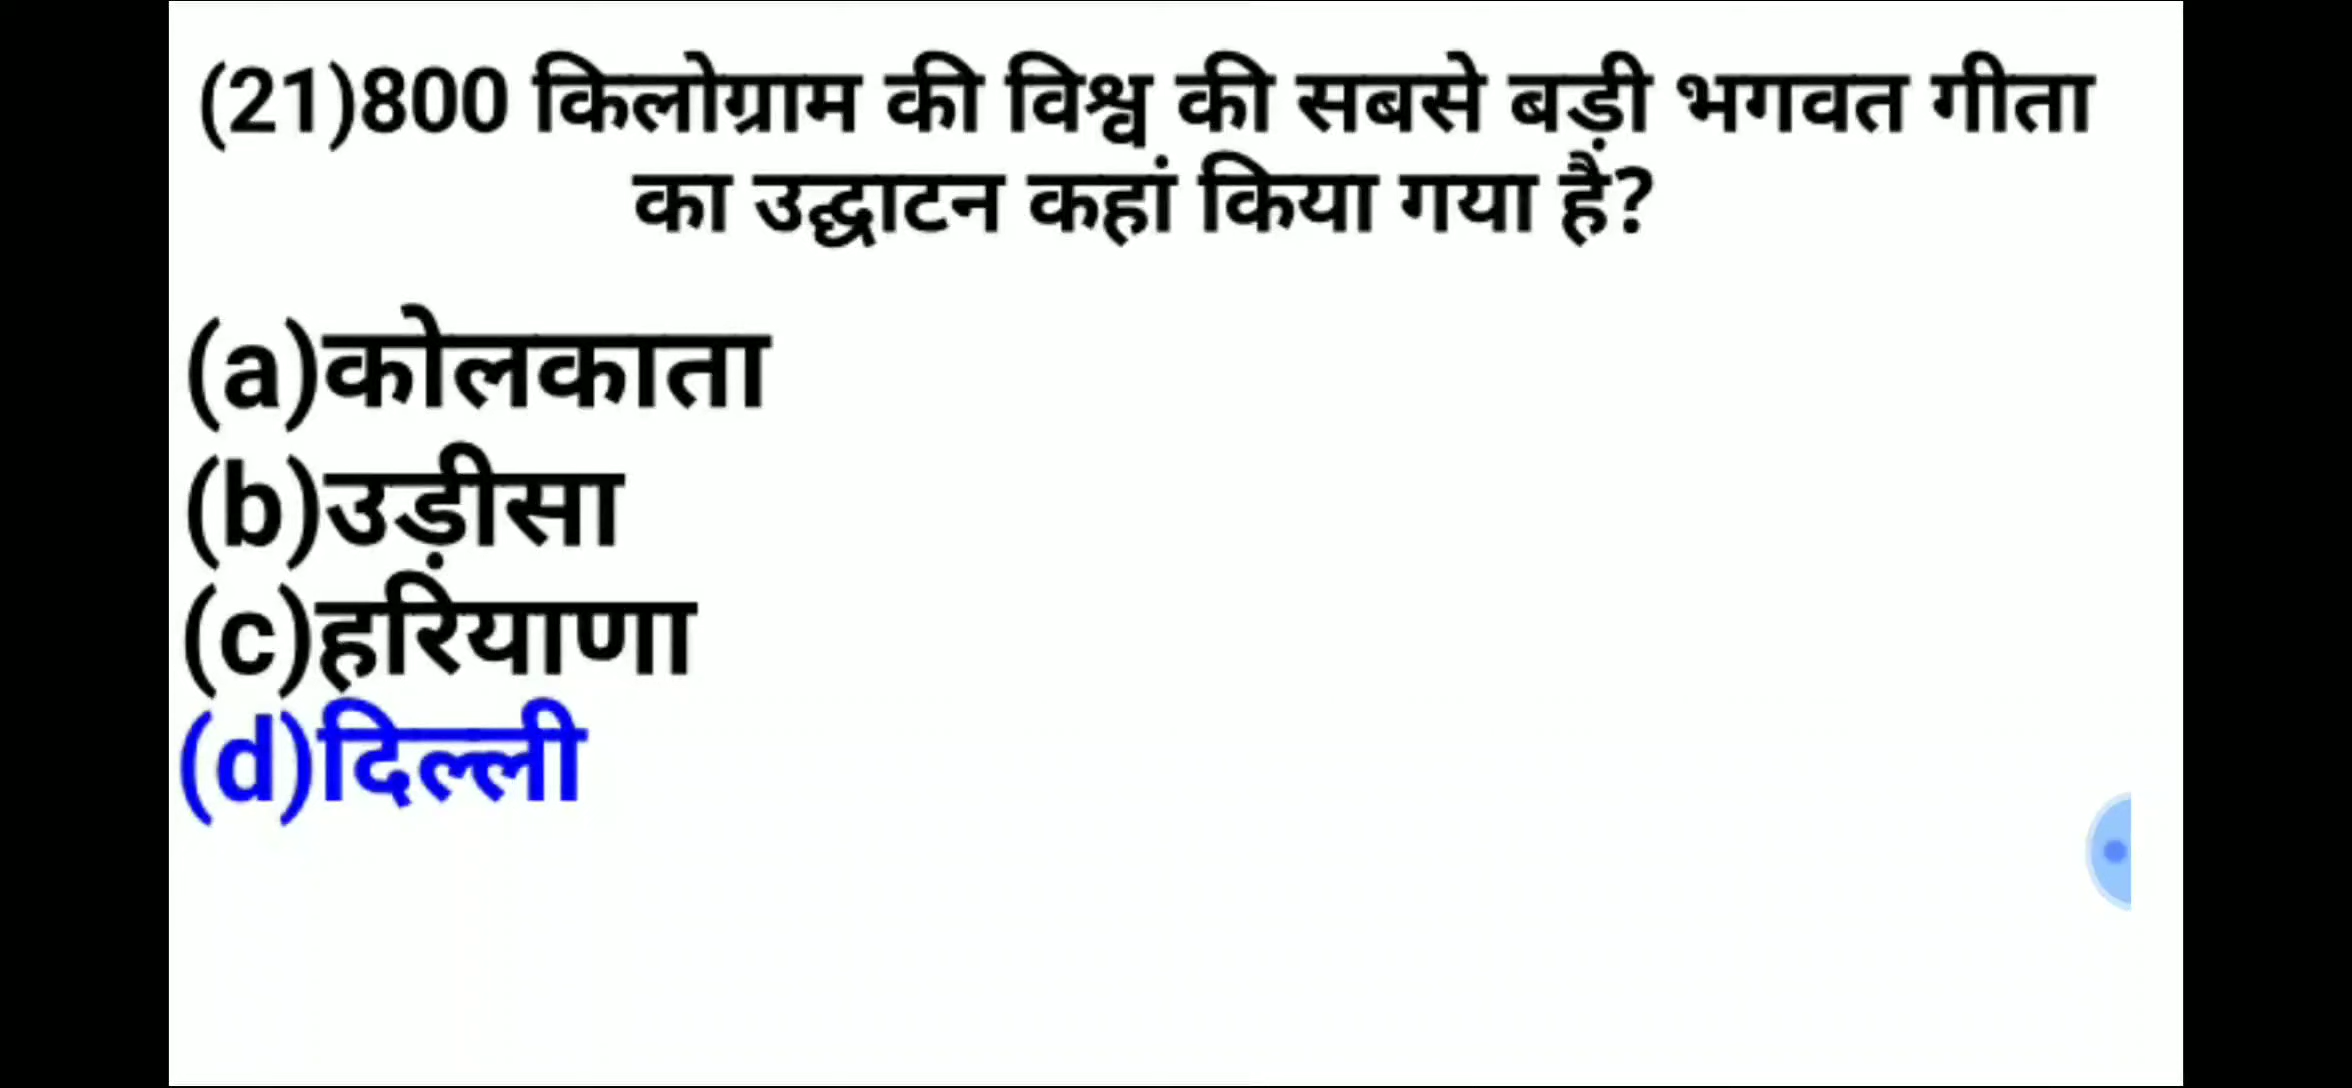 (21)800 किलोग्राम की विश्व की सबसे बड़ी भगवत गीता
का उद्घाटन कहां किया गया है?
(a)कोलकाता
(b)उड़ीसा
(c)हरियाणा
(d)दिल्ली